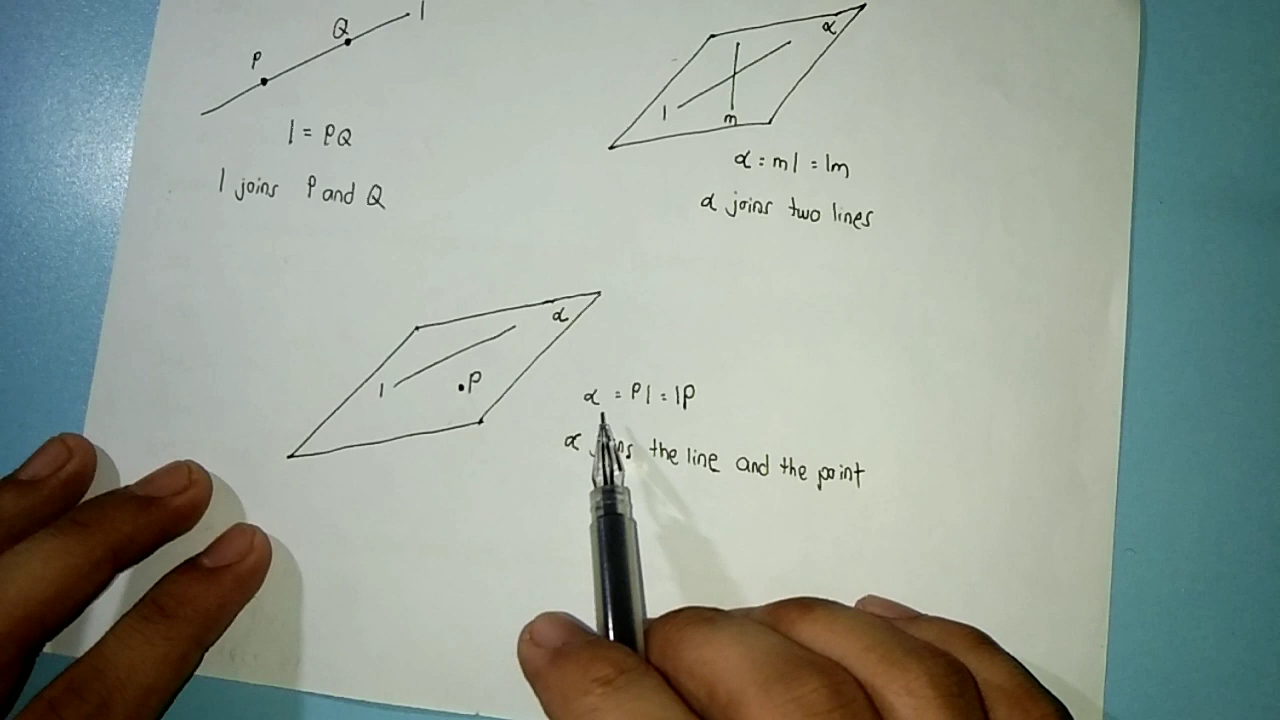 P
Q
l
l = PQ
l joins P and Q
α
l
m
α = ml = lm
α joins two lines
α
l
P
α = Pl = lP
α the line and the point